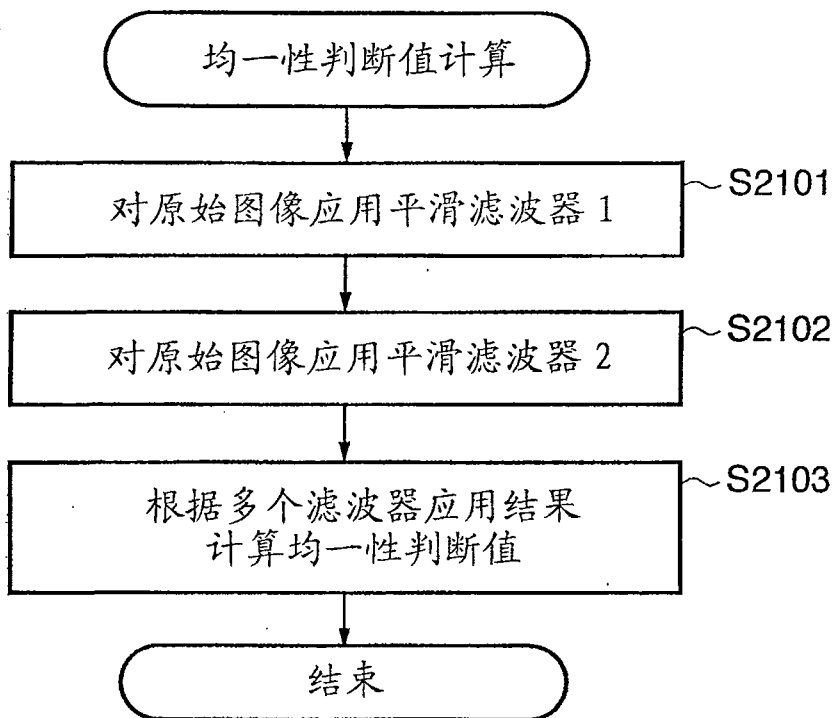 均一性判断值计算
对原始图像应用平滑滤波器 1
S2101
对原始图像应用平滑滤波器 2
S2102
根据多个滤波器应用结果
计算均一性判断值
S2103
结束